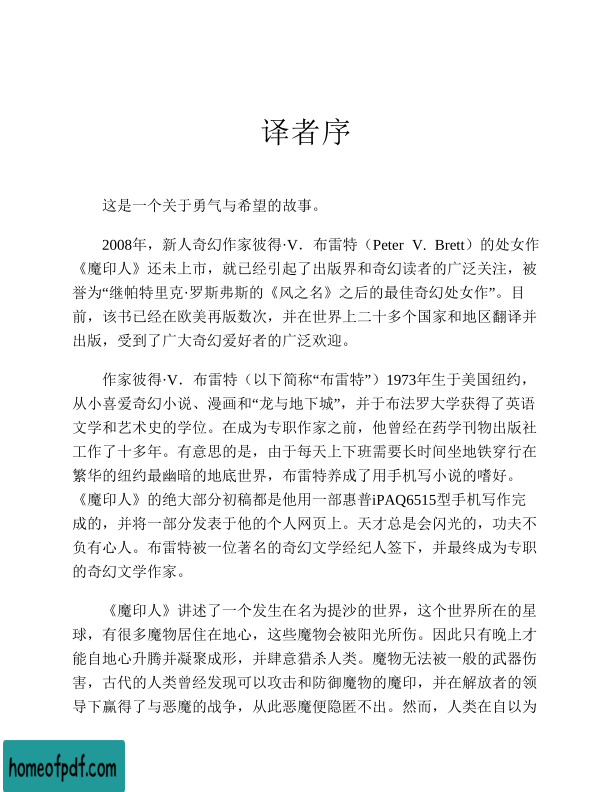 译者序
这是一个关于勇气与希望的故事。
2008年，新人奇幻作家彼得·V．布雷特（Peter V. Brett）的处女作
《魔印人》还未上市，就已经引起了出版界和奇幻读者的广泛关注，被
誉为“继帕特里克·罗斯弗斯的《风之名》之后的最佳奇幻处女作”。目
前，该书已经在欧美再版数次，并在世界上二十多个国家和地区翻译并
出版，受到了广大奇幻爱好者的广泛欢迎。
作家彼得·V．布雷特（以下简称“布雷特”）1973年生于美国纽约，
从小喜爱奇幻小说、漫画和“龙与地下城”，并于布法罗大学获得了英语
文学和艺术史的学位。在成为专职作家之前，他曾经在药学刊物出版社
工作了十多年。有意思的是，由于每天上下班需要长时间坐地铁穿行在
繁华的纽约最幽暗的地底世界，布雷特养成了用手机写小说的嗜好。
《魔印人》的绝大部分初稿都是他用一部惠普iPAQ6515型手机写作完
成的，并将一部分发表于他的个人网页上。天才总是会闪光的，功夫不
负有心人。布雷特被一位著名的奇幻文学经纪人签下，并最终成为专职
的奇幻文学作家。
《魔印人》讲述了一个发生在名为提沙的世界，这个世界所在的星
球，有很多魔物居住在地心，这些魔物会被阳光所伤。因此只有晚上才
能自地心升腾并凝聚成形，并肆意猎杀人类。魔物无法被一般的武器伤
害，古代的人类曾经发现可以攻击和防御魔物的魔印，并在解放者的领
导下赢得了与恶魔的战争，从此恶魔便隐匿不出。然而，人类在自以为
homeofpdf.com